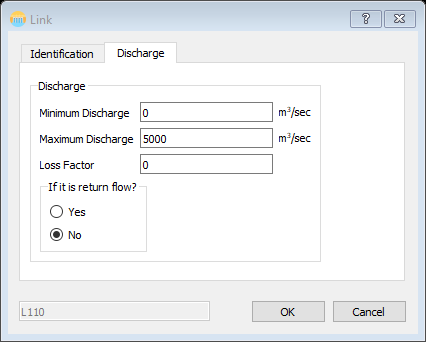 Link
Identification
Discharge
Discharge
Minimum Discharge 0 m³/sec
Maximum Discharge 5000 m³/sec
Loss Factor 0
If it is return flow?
Yes
No
L110 OK Cancel